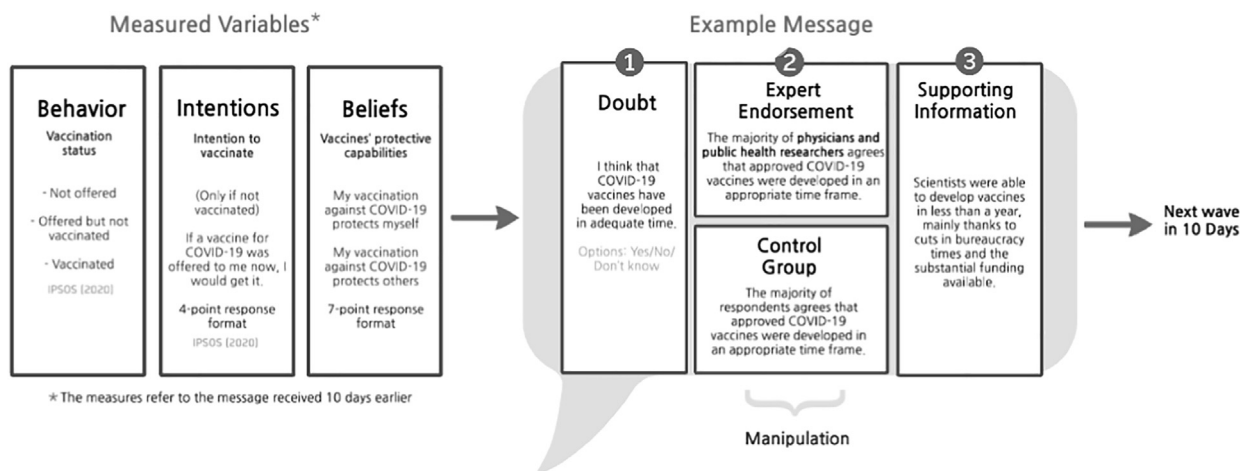 Measured Variables*
Example Message
Behavior
Vaccination
status
- Not offered
- Offered but not
vaccinated
- Vaccinated
IPSOS (2020)
Intentions
Intention to
vaccinate
(Only if not
vaccinated)
If a vaccine for
COVID-19 was
offered to me now, I
would get it.
4-point response
format
IPSOS (2020)
Beliefs
Vaccines' protective
capabilities
My vaccination
against COVID-19
protects myself
My vaccination
against COVID-19
protects others
7-point response
format
* The measures refer to the message received 10 days earlier
1
Doubt
I think that
COVID-19
vaccines have
been developed
in adequate time.
Options: Yes/No/
Don't know
2
Expert
Endorsement
The majority of physicians and
public health researchers agrees
that approved COVID-19
vaccines were developed in an
appropriate time frame.
Control
Group
The majority of
respondents agrees that
approved COVID-19
vaccines were developed in
an appropriate time frame.
Manipulation
3
Supporting
Information
Scientists were able
to develop vaccines
in less than a year,
mainly thanks to
cuts in bureaucracy
times and the
substantial funding
available.
Next wave
in 10 Days